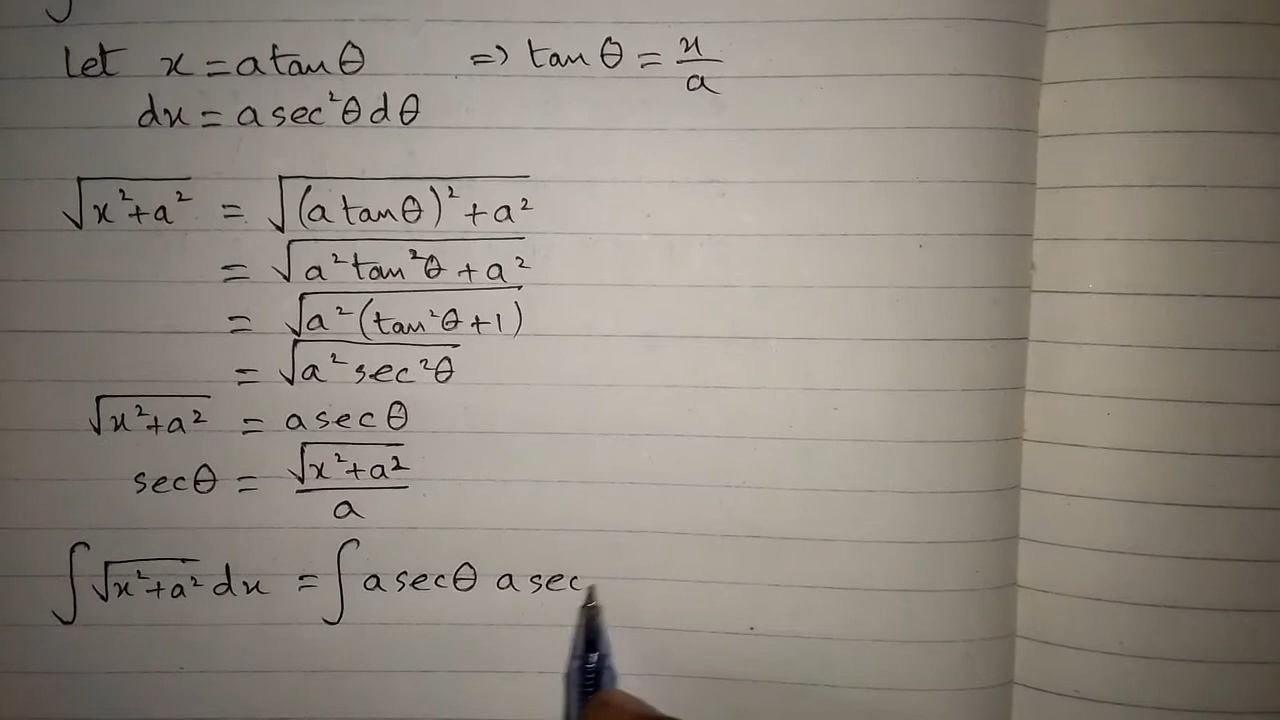 Let x = a tan θ ⇒ tan θ = x/a
dx = a sec²θ dθ
√(x²+a²) = √((a tan θ)² + a²)
= √(a² tan²θ + a²)
= √(a² (tan²θ + 1))
= √(a² sec²θ)
√(x²+a²) = a sec θ
sec θ = √(x²+a²)/a
∫ √(x²+a²) dx = ∫ a sec θ a sec